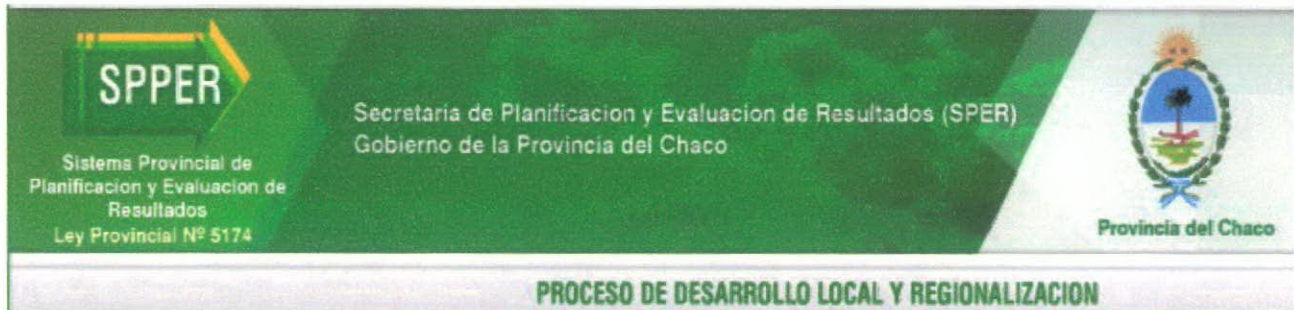 SPPER
Sistema Provincial de
Planificacion y Evaluacion de
Resultados
Ley Provincial Nº 5174
Secretaria de Planificacion y Evaluacion de Resultados (SPER)
Gobierno de la Provincia del Chaco
Provincia del Chaco
PROCESO DE DESARROLLO LOCAL Y REGIONALIZACION